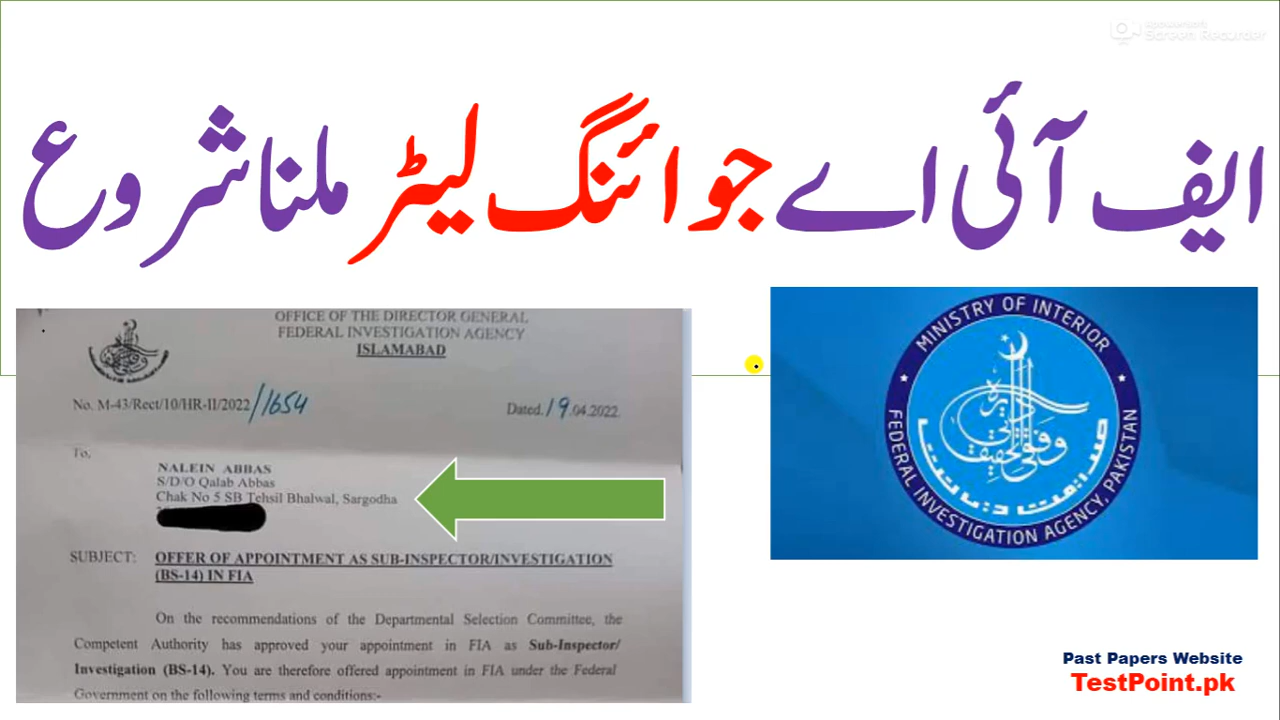 Apowersoft
Screen Recorder
ایف آئی اے جوائنگ لیٹر ملنا شروع
OFFICE OF THE DIRECTOR GENERAL
FEDERAL INVESTIGATION AGENCY
ISLAMABAD
No. M-43/Rect/10/HR-II/2022/1654 Dated. 19.04.2022
To,
NALEIN ABBAS
S/D/O Qalab Abbas
Chak No 5 SB Tehsil Bhalwal, Sargodha
SUBJECT: OFFER OF APPOINTMENT AS SUB-INSPECTOR/INVESTIGATION
(BS-14) IN FIA
On the recommendations of the Departmental Selection Committee, the
Competent Authority has approved your appointment in FIA as Sub-Inspector/
Investigation (BS-14). You are therefore offered appointment in FIA under the Federal
Government on the following terms and conditions:-
MINISTRY OF INTERIOR
FEDERAL INVESTIGATION AGENCY, PAKISTAN
Past Papers Website
TestPoint.pk